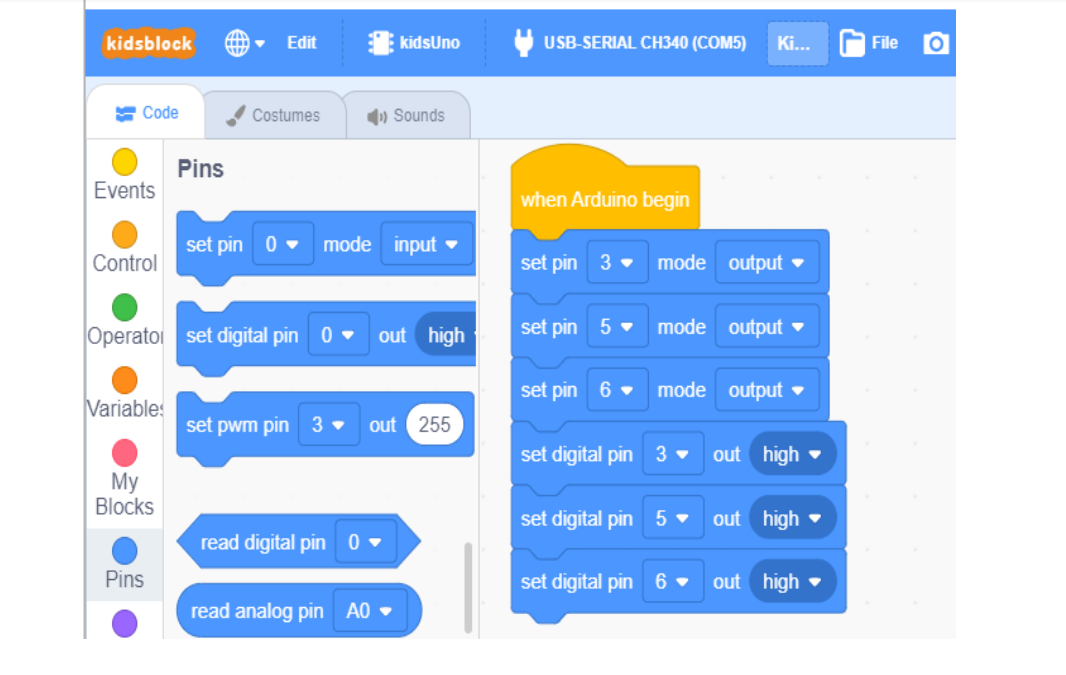 kidsblock Edit kidsUno USB-SERIAL CH340 (COM5) Ki... File
Code Costumes Sounds
Events
Control
Operator
Variables
My
Blocks
Pins
Pins
set pin 0 mode input
set digital pin 0 out high
set pwm pin 3 out 255
read digital pin 0
read analog pin A0
when Arduino begin
set pin 3 mode output
set pin 5 mode output
set pin 6 mode output
set digital pin 3 out high
set digital pin 5 out high
set digital pin 6 out high